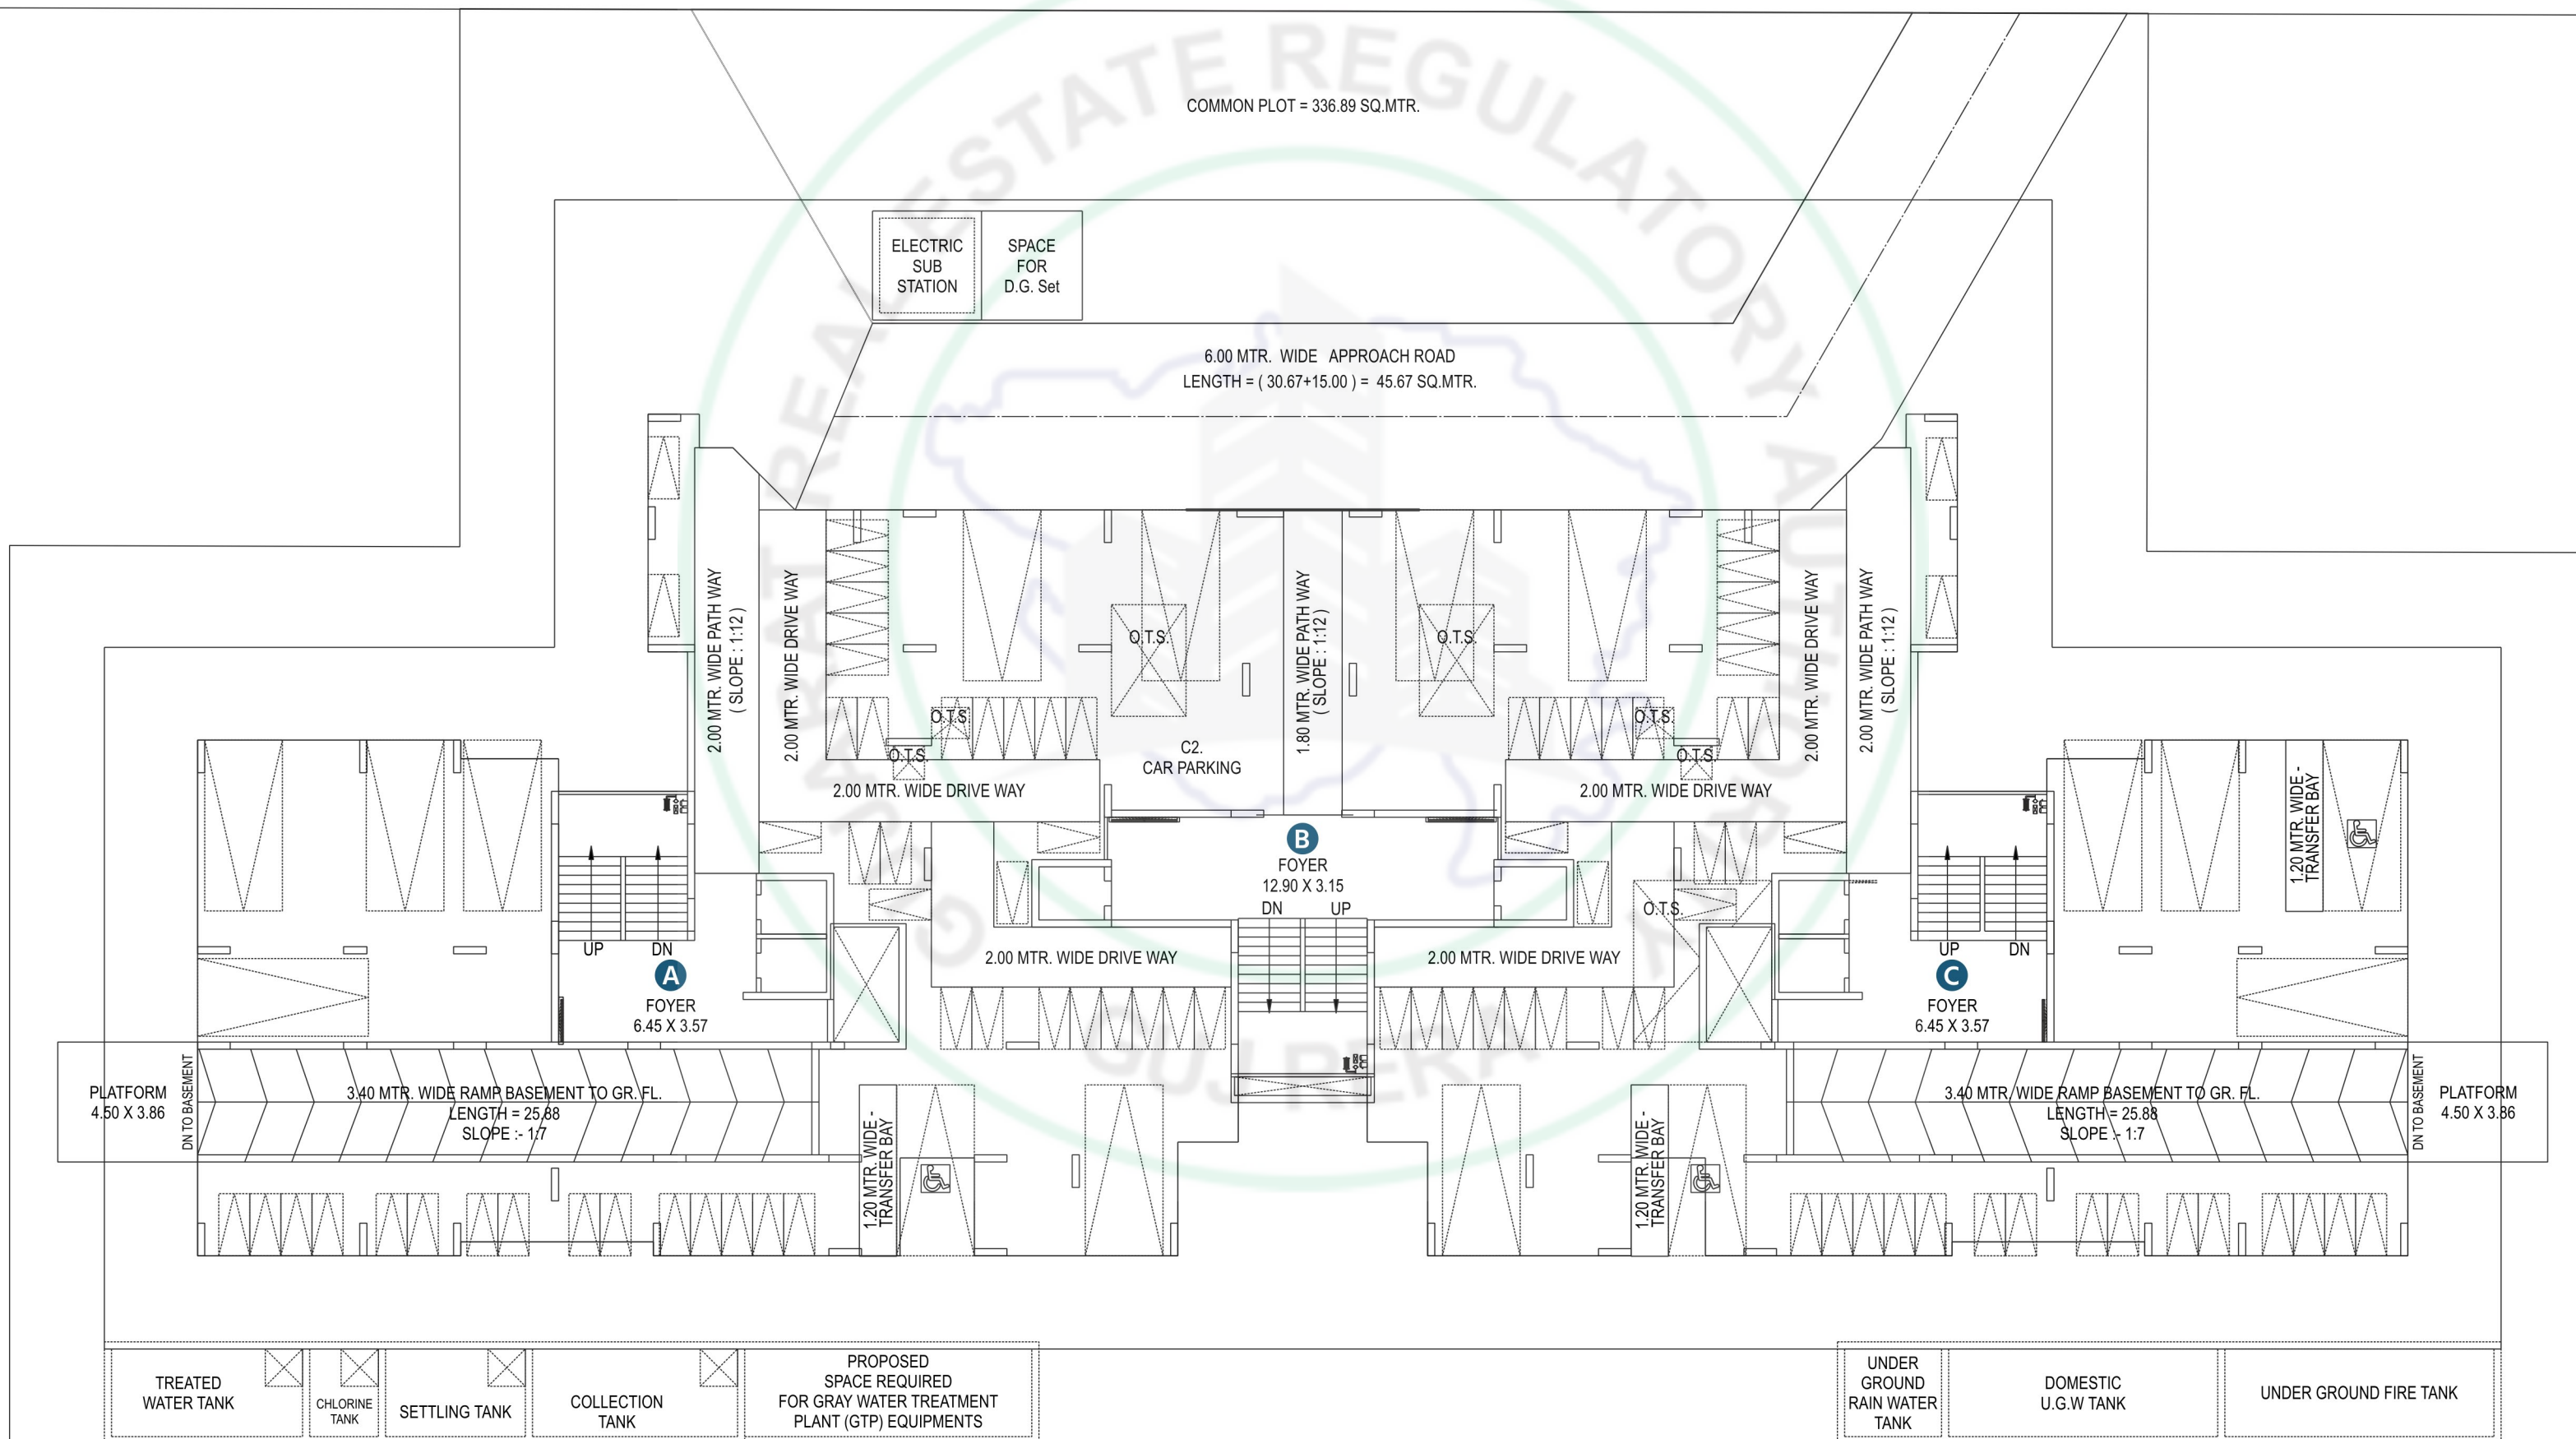 GUJARAT REAL ESTATE REGULATORY AUTHORITY
GUJRERA
COMMON PLOT = 336.89 SQ.MTR.
ELECTRIC
SUB
STATION
SPACE
FOR
D.G. Set
6.00 MTR. WIDE APPROACH ROAD
LENGTH = ( 30.67+15.00 ) = 45.67 SQ.MTR.
2.00 MTR. WIDE PATH WAY
( SLOPE : 1:12 )
2.00 MTR. WIDE DRIVE WAY
O.T.S.
1.80 MTR. WIDE PATH WAY
( SLOPE : 1:12 )
O.T.S.
2.00 MTR. WIDE DRIVE WAY
2.00 MTR. WIDE PATH WAY
( SLOPE : 1:12 )
O.T.S.
O.T.S.
O.T.S.
O.T.S.
C2.
CAR PARKING
2.00 MTR. WIDE DRIVE WAY
2.00 MTR. WIDE DRIVE WAY
1.20 MTR. WIDE -
TRANSFER BAY
B
FOYER
12.90 X 3.15
DN
UP
O.T.S.
UP
DN
A
FOYER
6.45 X 3.57
2.00 MTR. WIDE DRIVE WAY
2.00 MTR. WIDE DRIVE WAY
UP
DN
C
FOYER
6.45 X 3.57
PLATFORM
4.50 X 3.86
DN TO BASEMENT
3.40 MTR. WIDE RAMP BASEMENT TO GR. FL.
LENGTH = 25.88
SLOPE :- 1:7
1.20 MTR. WIDE -
TRANSFER BAY
1.20 MTR. WIDE -
TRANSFER BAY
3.40 MTR. WIDE RAMP BASEMENT TO GR. FL.
LENGTH = 25.88
SLOPE :- 1:7
DN TO BASEMENT
PLATFORM
4.50 X 3.86
TREATED
WATER TANK
CHLORINE
TANK
SETTLING TANK
COLLECTION
TANK
PROPOSED
SPACE REQUIRED
FOR GRAY WATER TREATMENT
PLANT (GTP) EQUIPMENTS
UNDER
GROUND
RAIN WATER
TANK
DOMESTIC
U.G.W TANK
UNDER GROUND FIRE TANK